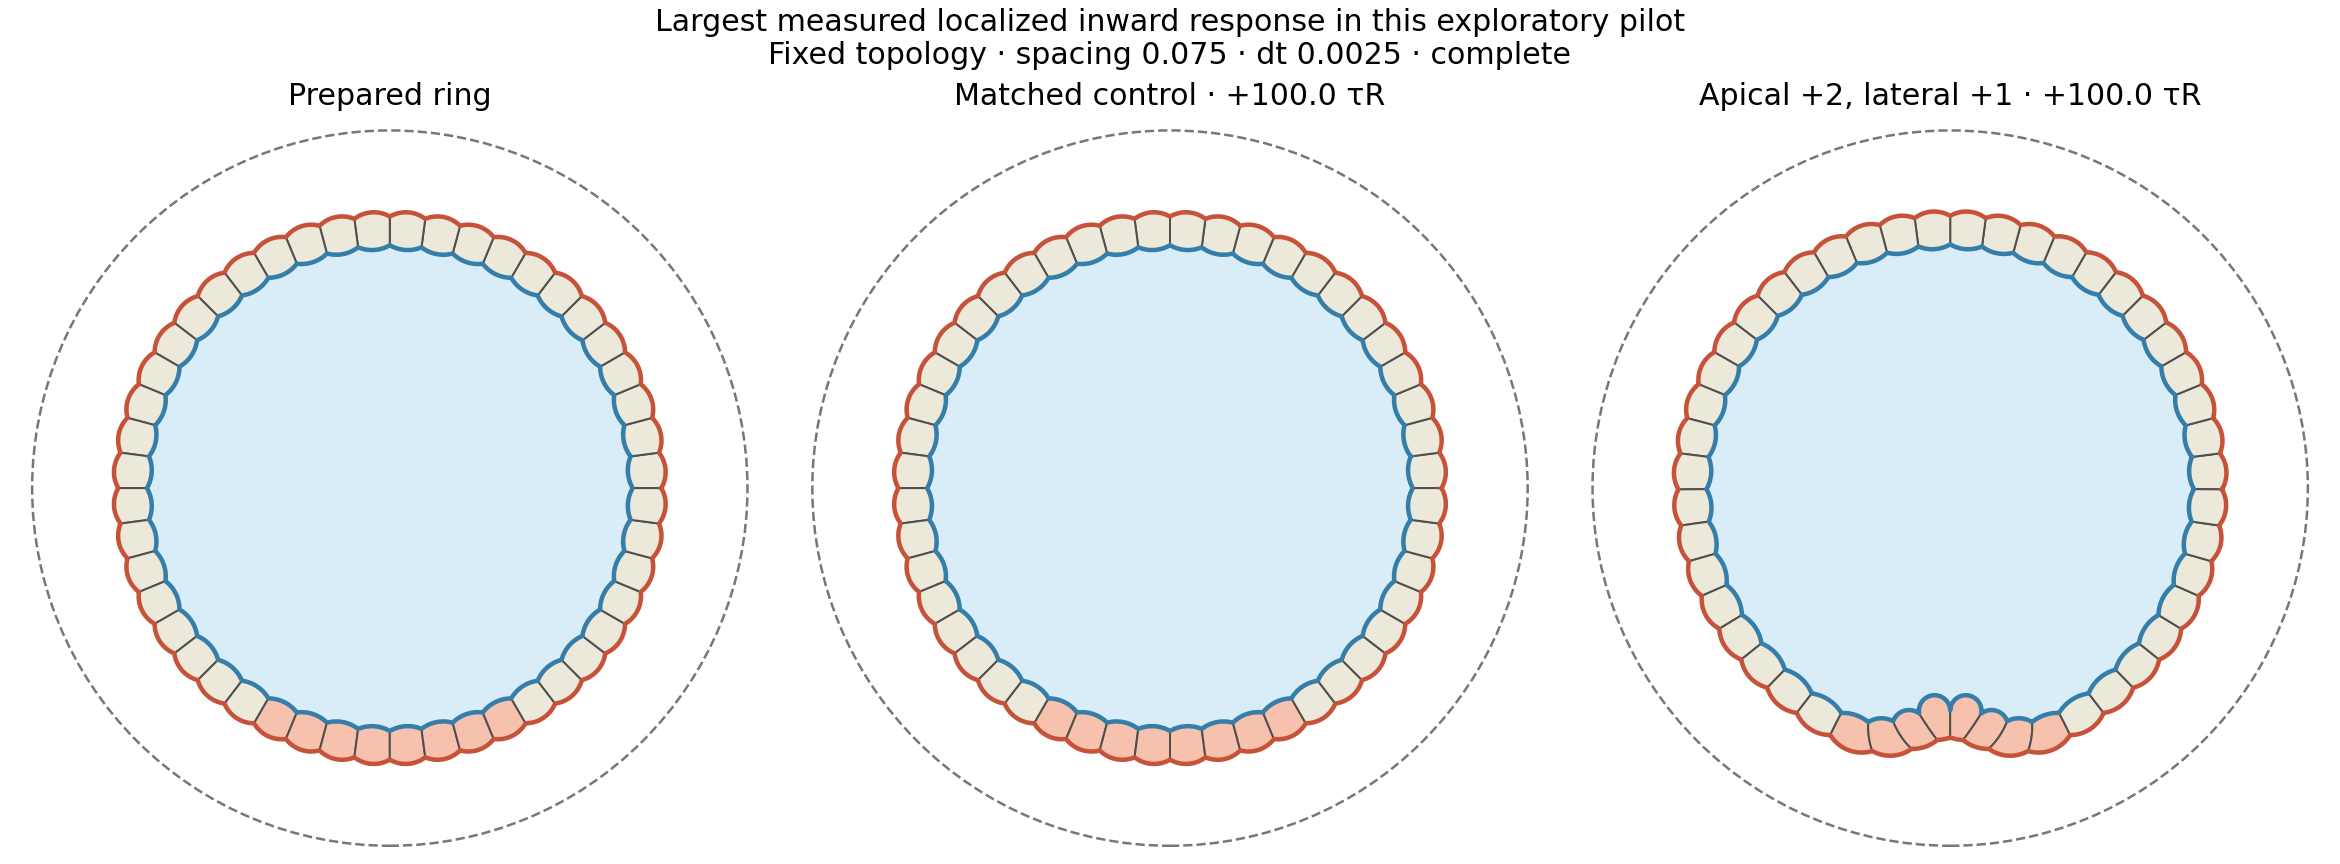 Largest measured localized inward response in this exploratory pilot
Fixed topology · spacing 0.075 · dt 0.0025 · complete
Prepared ring
Matched control · +100.0 τR
Apical +2, lateral +1 · +100.0 τR